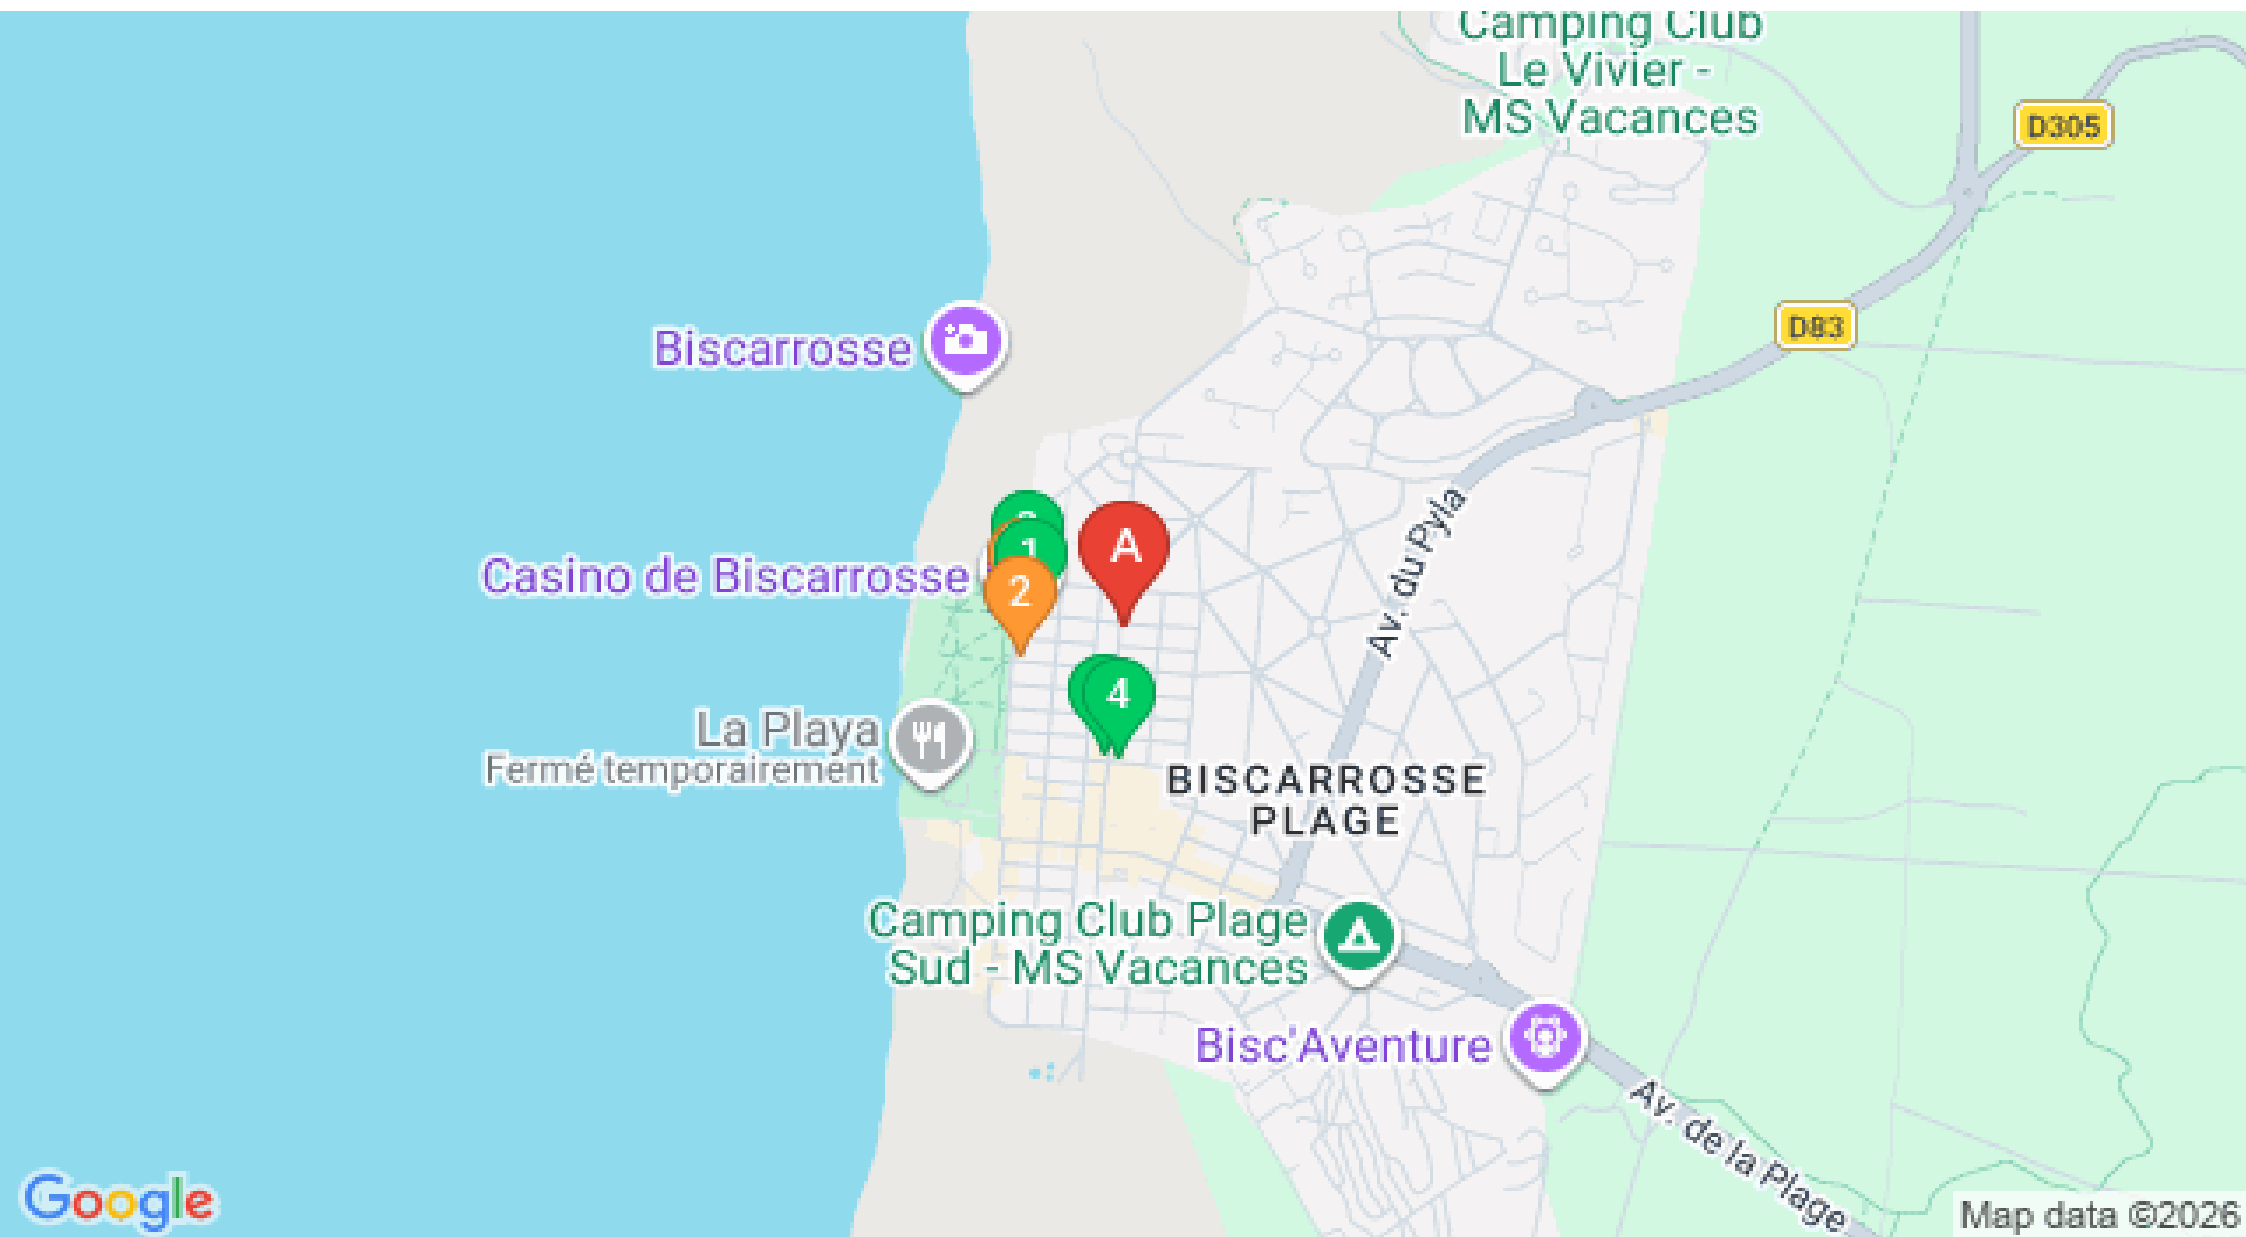 Camping Club
Le Vivier -
MS Vacances
D305
D83
Biscarrosse
Av. du Pyla
A
1
Casino de Biscarrosse
2
4
La Playa
Fermé temporairement
BISCARROSSE
PLAGE
Camping Club Plage
Sud - MS Vacances
Bisc'Aventure
Av. de la Plage
Google
Map data ©2026